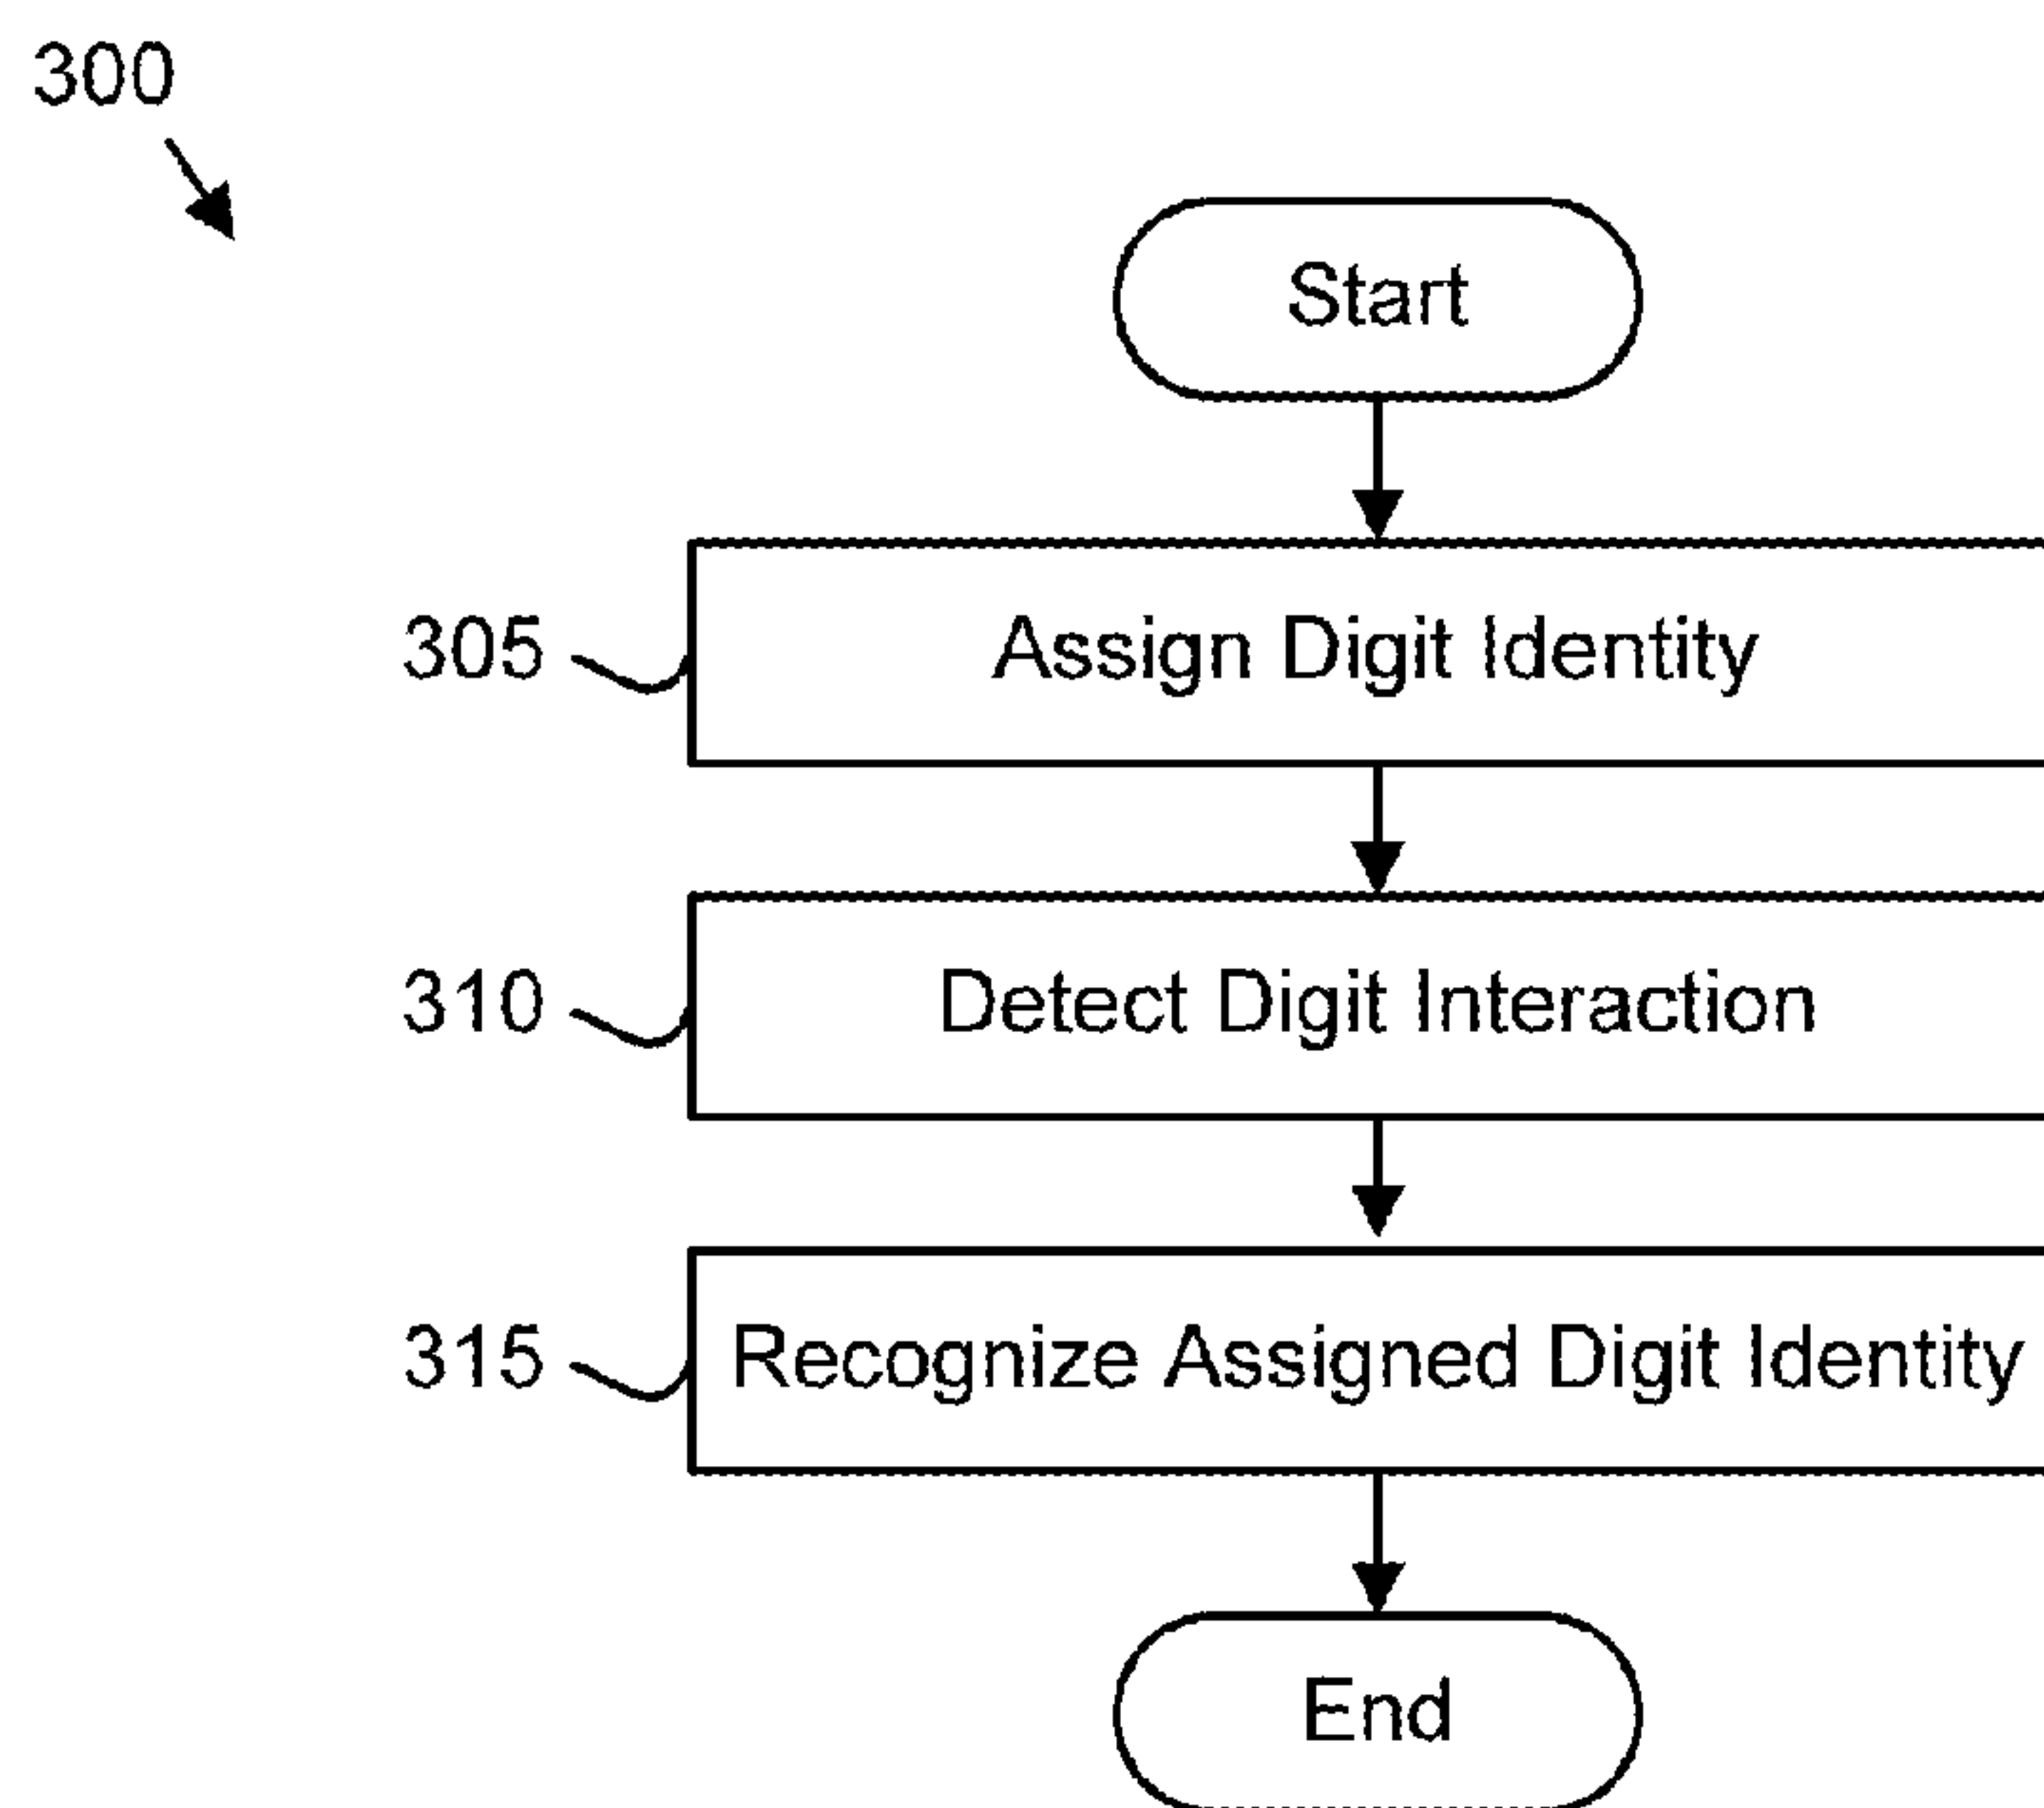 300
Start
305 Assign Digit Identity
310 Detect Digit Interaction
315 Recognize Assigned Digit Identity
End